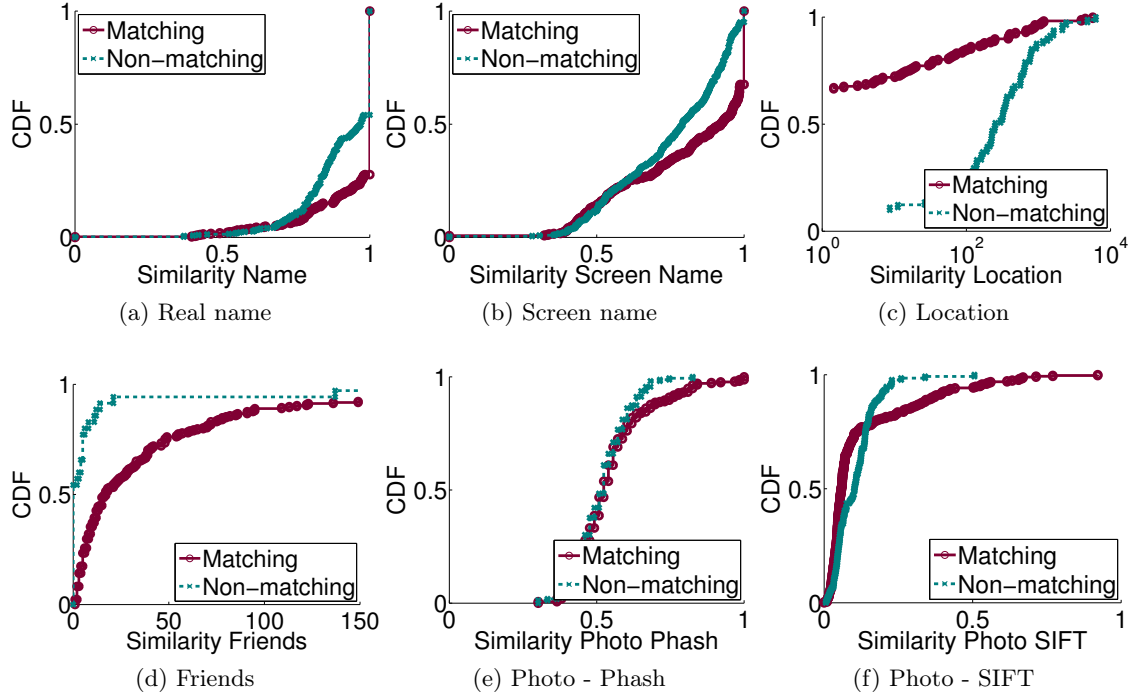 1
Matching
Non−matching
CDF
0.5
0
0.5
1
Similarity Name
(a) Real name
1
Matching
Non−matching
CDF
0.5
0
0.5
1
Similarity Screen Name
(b) Screen name
1
CDF
0.5
Matching
Non−matching
0
10^0
10^2
10^4
Similarity Location
(c) Location
1
CDF
0.5
Matching
Non−matching
0
0
50
100
150
Similarity Friends
(d) Friends
1
CDF
0.5
Matching
Non−matching
0
0.5
1
Similarity Photo Phash
(e) Photo - Phash
1
CDF
0.5
Matching
Non−matching
0
0
0.5
1
Similarity Photo SIFT
(f) Photo - SIFT